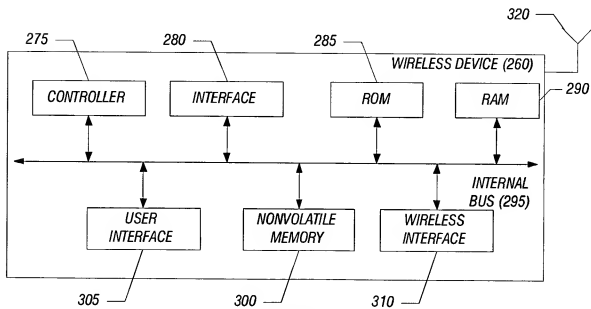 320
275
280
285
WIRELESS DEVICE (260)
290
CONTROLLER
INTERFACE
ROM
RAM
INTERNAL
BUS (295)
USER
INTERFACE
NONVOLATILE
MEMORY
WIRELESS
INTERFACE
305
300
310